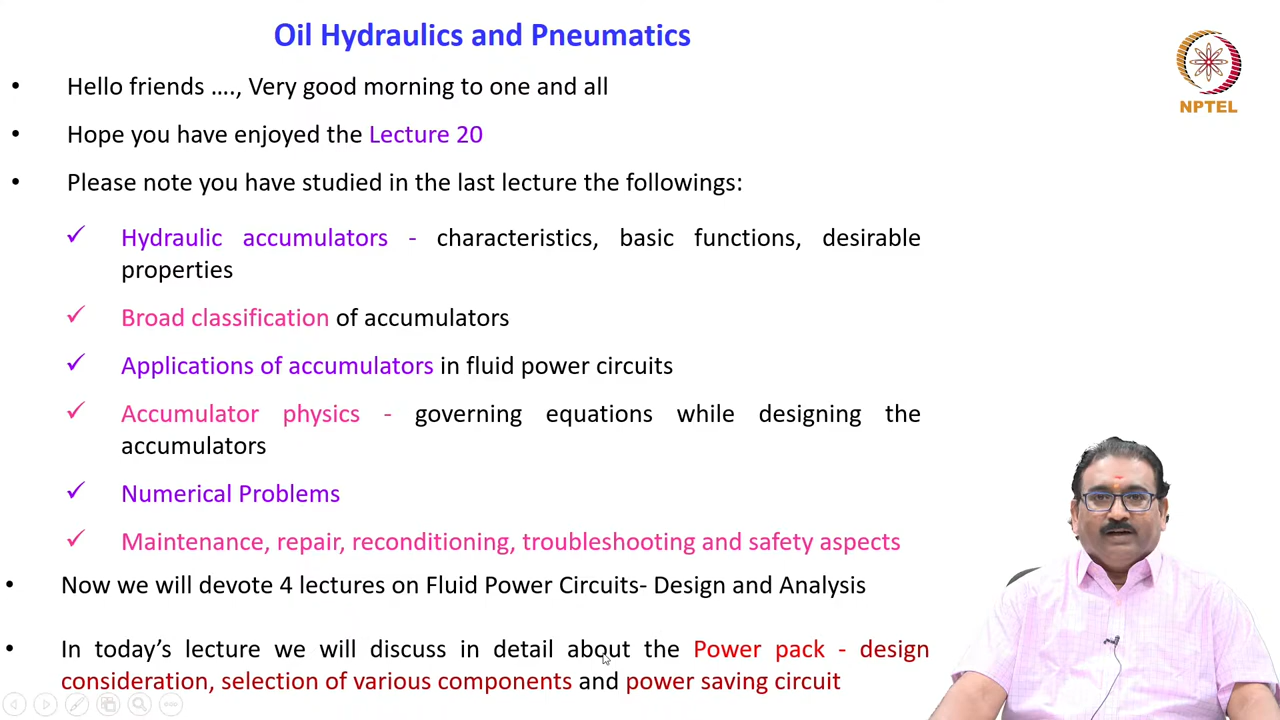 Oil Hydraulics and Pneumatics
NPTEL
• Hello friends …., Very good morning to one and all
• Hope you have enjoyed the Lecture 20
• Please note you have studied in the last lecture the followings:
✓ Hydraulic accumulators - characteristics, basic functions, desirable
properties
✓ Broad classification of accumulators
✓ Applications of accumulators in fluid power circuits
✓ Accumulator physics - governing equations while designing the
accumulators
✓ Numerical Problems
✓ Maintenance, repair, reconditioning, troubleshooting and safety aspects
• Now we will devote 4 lectures on Fluid Power Circuits- Design and Analysis
• In today’s lecture we will discuss in detail about the Power pack - design
consideration, selection of various components and power saving circuit